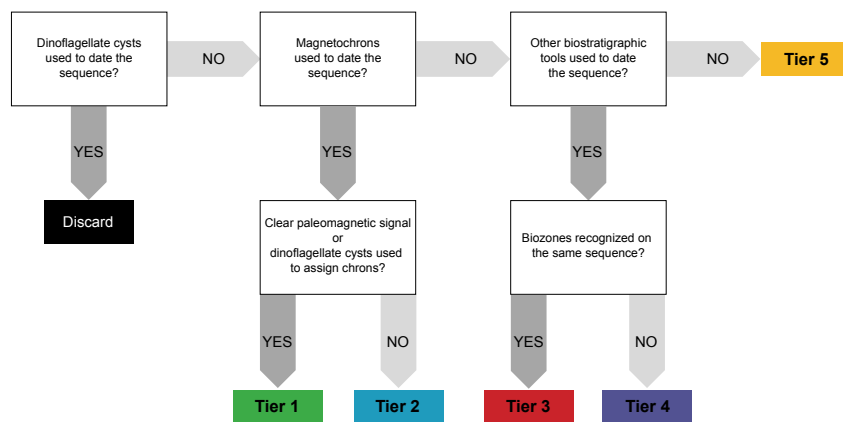 Dinoflagellate cysts
used to date the
sequence?
NO
Magnetochrons
used to date the
sequence?
NO
Other biostratigraphic
tools used to date
the sequence?
NO
Tier 5
YES
YES
YES
Discard
Clear paleomagnetic signal
or
dinoflagellate cysts used
to assign chrons?
Biozones recognized on
the same sequence?
YES
NO
YES
NO
Tier 1
Tier 2
Tier 3
Tier 4